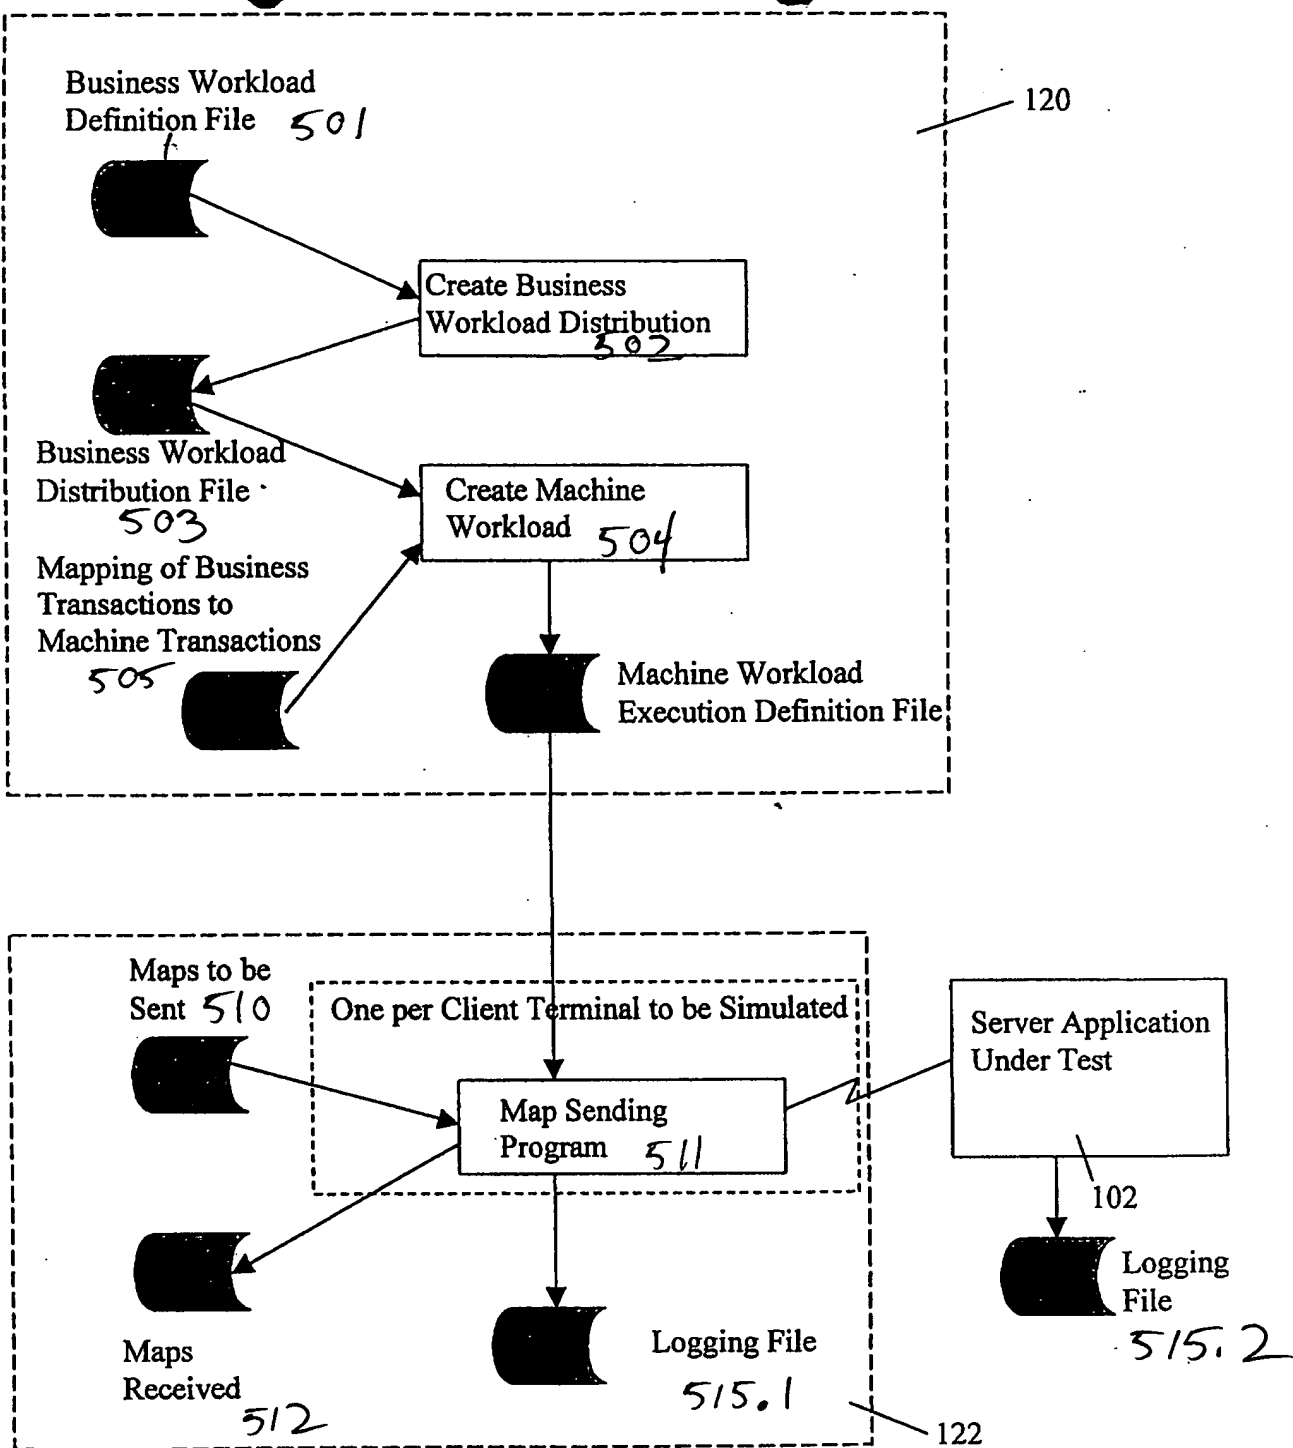 Business Workload
Definition File 501
120
Create Business
Workload Distribution
502
Business Workload
Distribution File
503
Create Machine
Workload 504
Mapping of Business
Transactions to
Machine Transactions
505
Machine Workload
Execution Definition File
Maps to be
Sent 510
One per Client Terminal to be Simulated
Server Application
Under Test
Map Sending
Program 511
102
Logging
File
515.2
Maps
Received
512
Logging File
515.1
122